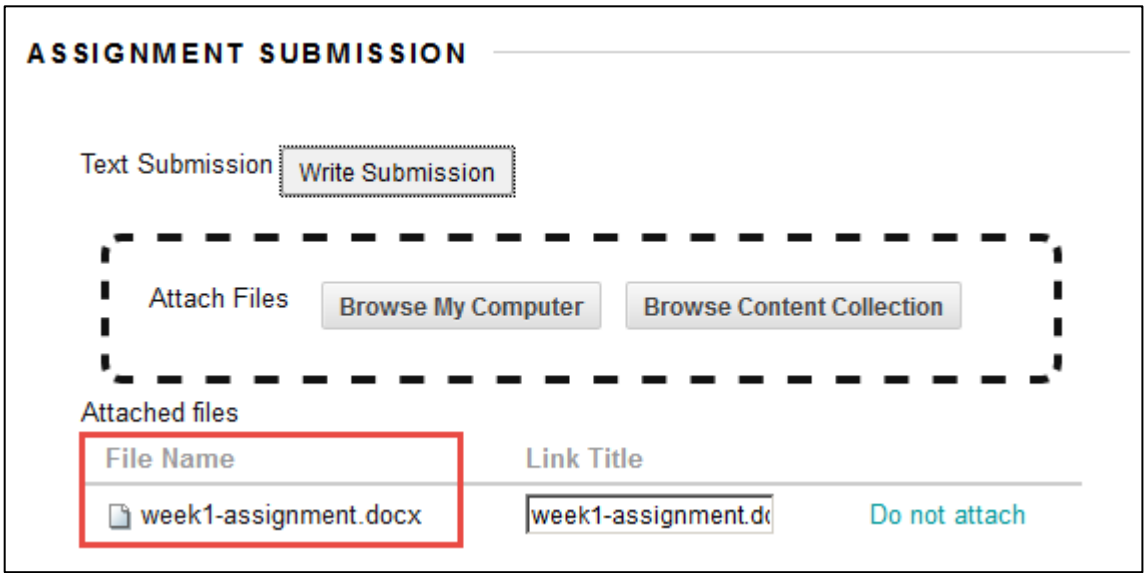 ASSIGNMENT SUBMISSION
Text Submission Write Submission
Attach Files Browse My Computer Browse Content Collection
Attached files
File Name Link Title
week1-assignment.docx week1-assignment.do Do not attach